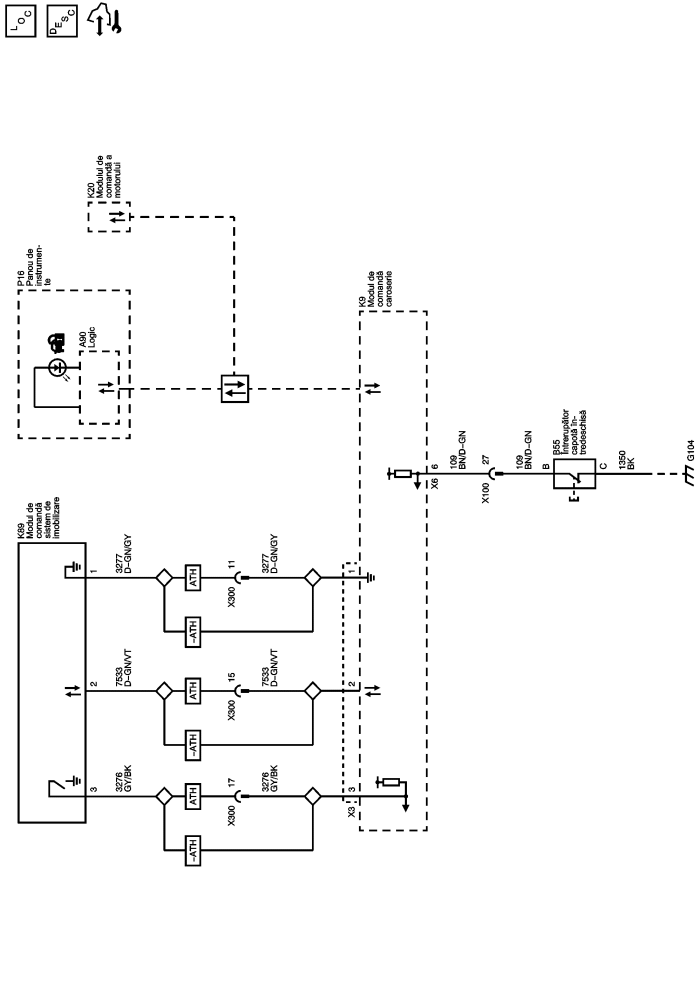 LOC
DESC
K20
Modulul de
comandă a
motorului
P16
Panou de
instrumen-
te
A90
Logic
K9
Modul de
comandă
caroserie
K89
Modul de
comandă
sistem de
imobilizare
3
3276
GY/BK
ATH
-ATH
X300
17
3276
GY/BK
X3
3
2
7533
D-GN/VT
ATH
-ATH
X300
15
7533
D-GN/VT
2
1
3277
D-GN/GY
ATH
-ATH
X300
11
3277
D-GN/GY
1
X6
6
109
BN/D-GN
X100
27
109
BN/D-GN
B
B55
Întrerupător
capotă în-
tredeschisă
C
1350
BK
G104